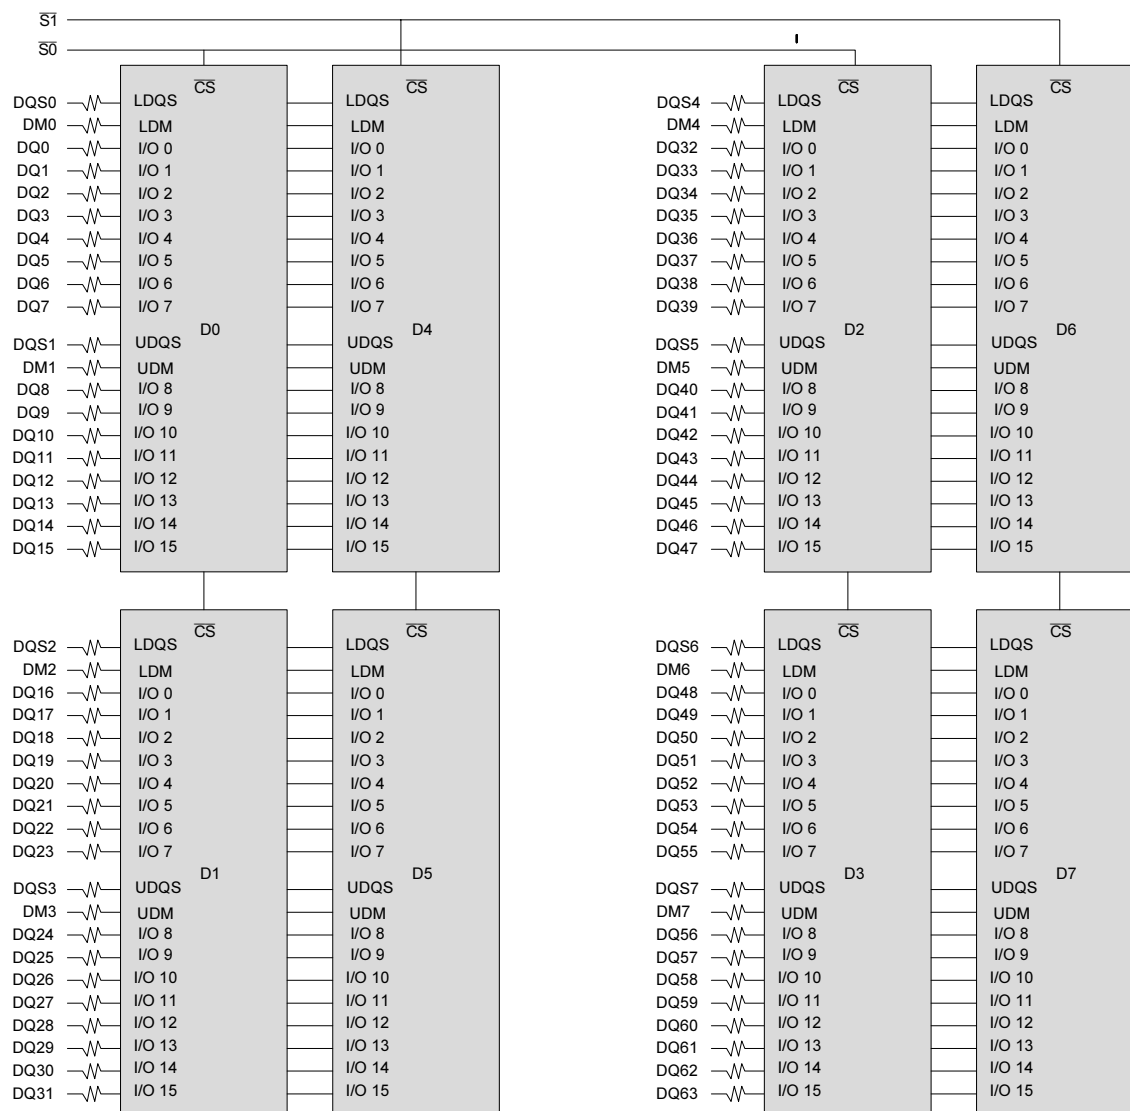 S̅1̅
S̅0̅
C̅S̅ C̅S̅
DQS0 LDQS LDQS
DM0 LDM LDM
DQ0 I/O 0 I/O 0
DQ1 I/O 1 I/O 1
DQ2 I/O 2 I/O 2
DQ3 I/O 3 I/O 3
DQ4 I/O 4 I/O 4
DQ5 I/O 5 I/O 5
DQ6 I/O 6 I/O 6
DQ7 I/O 7 I/O 7
D0 D4
DQS1 UDQS UDQS
DM1 UDM UDM
DQ8 I/O 8 I/O 8
DQ9 I/O 9 I/O 9
DQ10 I/O 10 I/O 10
DQ11 I/O 11 I/O 11
DQ12 I/O 12 I/O 12
DQ13 I/O 13 I/O 13
DQ14 I/O 14 I/O 14
DQ15 I/O 15 I/O 15
C̅S̅ C̅S̅
DQS4 LDQS LDQS
DM4 LDM LDM
DQ32 I/O 0 I/O 0
DQ33 I/O 1 I/O 1
DQ34 I/O 2 I/O 2
DQ35 I/O 3 I/O 3
DQ36 I/O 4 I/O 4
DQ37 I/O 5 I/O 5
DQ38 I/O 6 I/O 6
DQ39 I/O 7 I/O 7
D2 D6
DQS5 UDQS UDQS
DM5 UDM UDM
DQ40 I/O 8 I/O 8
DQ41 I/O 9 I/O 9
DQ42 I/O 10 I/O 10
DQ43 I/O 11 I/O 11
DQ44 I/O 12 I/O 12
DQ45 I/O 13 I/O 13
DQ46 I/O 14 I/O 14
DQ47 I/O 15 I/O 15
C̅S̅ C̅S̅
DQS2 LDQS LDQS
DM2 LDM LDM
DQ16 I/O 0 I/O 0
DQ17 I/O 1 I/O 1
DQ18 I/O 2 I/O 2
DQ19 I/O 3 I/O 3
DQ20 I/O 4 I/O 4
DQ21 I/O 5 I/O 5
DQ22 I/O 6 I/O 6
DQ23 I/O 7 I/O 7
D1 D5
DQS3 UDQS UDQS
DM3 UDM UDM
DQ24 I/O 8 I/O 8
DQ25 I/O 9 I/O 9
DQ26 I/O 10 I/O 10
DQ27 I/O 11 I/O 11
DQ28 I/O 12 I/O 12
DQ29 I/O 13 I/O 13
DQ30 I/O 14 I/O 14
DQ31 I/O 15 I/O 15
C̅S̅ C̅S̅
DQS6 LDQS LDQS
DM6 LDM LDM
DQ48 I/O 0 I/O 0
DQ49 I/O 1 I/O 1
DQ50 I/O 2 I/O 2
DQ51 I/O 3 I/O 3
DQ52 I/O 4 I/O 4
DQ53 I/O 5 I/O 5
DQ54 I/O 6 I/O 6
DQ55 I/O 7 I/O 7
D3 D7
DQS7 UDQS UDQS
DM7 UDM UDM
DQ56 I/O 8 I/O 8
DQ57 I/O 9 I/O 9
DQ58 I/O 10 I/O 10
DQ59 I/O 11 I/O 11
DQ60 I/O 12 I/O 12
DQ61 I/O 13 I/O 13
DQ62 I/O 14 I/O 14
DQ63 I/O 15 I/O 15